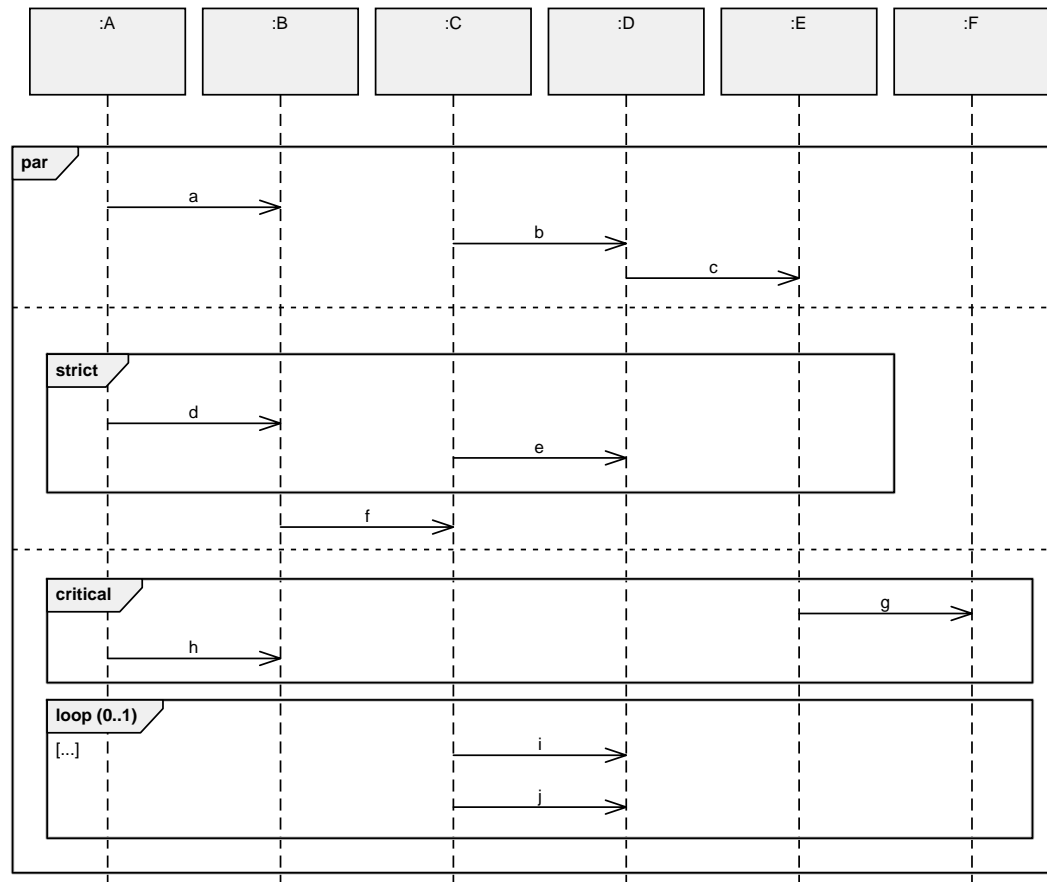 :A :B :C :D :E :F
par
a
b
c
strict
d
e
f
critical
g
h
loop (0..1)
[...]
i
j